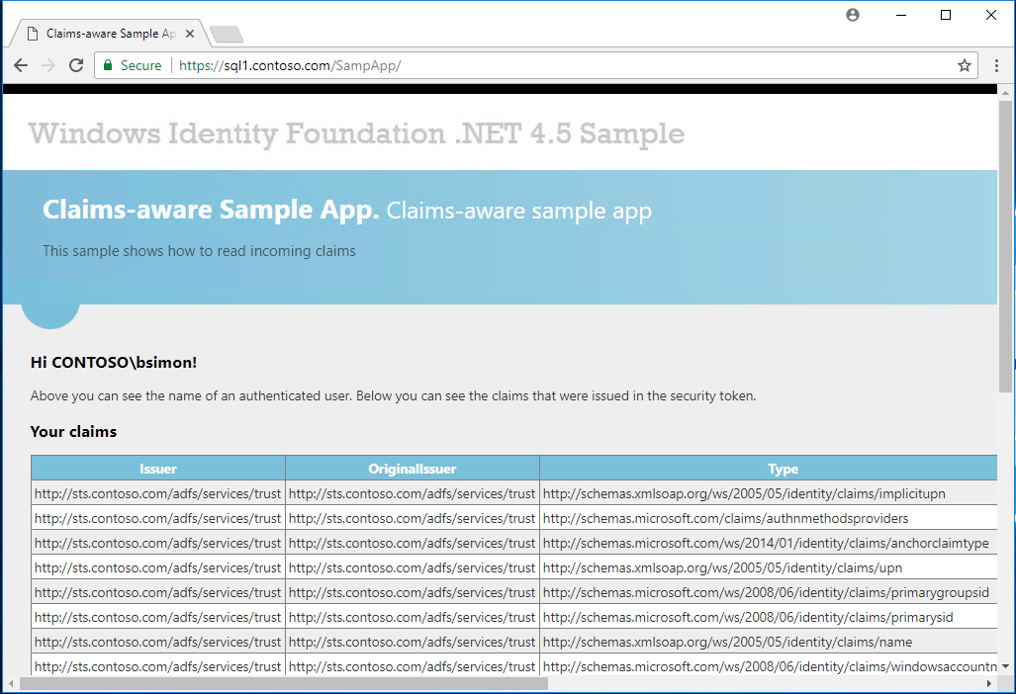 Claims-aware Sample Ap
Secure https://sql1.contoso.com/SampApp/
Windows Identity Foundation .NET 4.5 Sample
Claims-aware Sample App. Claims-aware sample app
This sample shows how to read incoming claims
Hi CONTOSO\bsimon!
Above you can see the name of an authenticated user. Below you can see the claims that were issued in the security token.
Your claims
Issuer OriginalIssuer Type
http://sts.contoso.com/adfs/services/trust http://sts.contoso.com/adfs/services/trust http://schemas.xmlsoap.org/ws/2005/05/identity/claims/implicitupn
http://sts.contoso.com/adfs/services/trust http://sts.contoso.com/adfs/services/trust http://schemas.microsoft.com/claims/authnmethodsproviders
http://sts.contoso.com/adfs/services/trust http://sts.contoso.com/adfs/services/trust http://schemas.microsoft.com/ws/2014/01/identity/claims/anchorclaimtype
http://sts.contoso.com/adfs/services/trust http://sts.contoso.com/adfs/services/trust http://schemas.xmlsoap.org/ws/2005/05/identity/claims/upn
http://sts.contoso.com/adfs/services/trust http://sts.contoso.com/adfs/services/trust http://schemas.microsoft.com/ws/2008/06/identity/claims/primarygroupsid
http://sts.contoso.com/adfs/services/trust http://sts.contoso.com/adfs/services/trust http://schemas.microsoft.com/ws/2008/06/identity/claims/primarysid
http://sts.contoso.com/adfs/services/trust http://sts.contoso.com/adfs/services/trust http://schemas.xmlsoap.org/ws/2005/05/identity/claims/name
http://sts.contoso.com/adfs/services/trust http://sts.contoso.com/adfs/services/trust http://schemas.microsoft.com/ws/2008/06/identity/claims/windowsaccountn